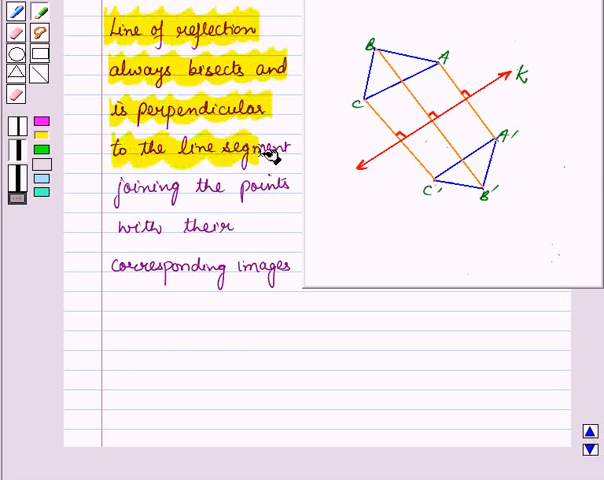 Line of reflection
always bisects and
is perpendicular
to the line segment
joining the points
with their
corresponding images
B
A
K
C
A'
C'
B'